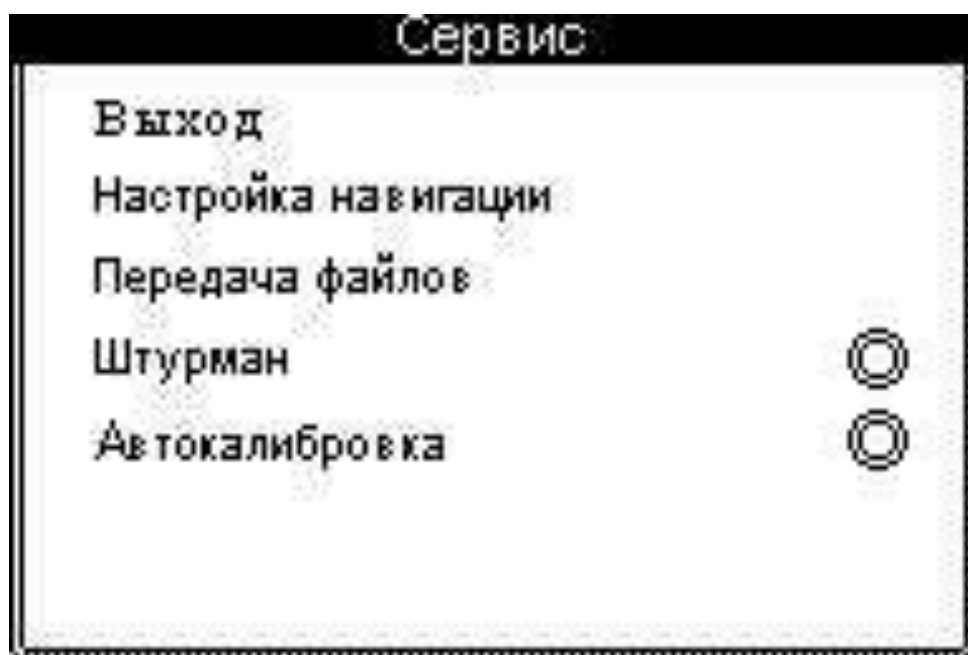 Сервис
Выход
Настройка навигации
Передача файлов
Штурман
Автокалибровка